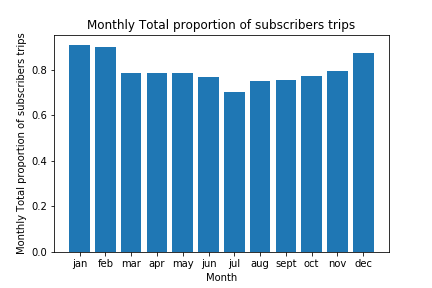 Monthly Total proportion of subscribers trips
Monthly Total proportion of subscribers trips
0.8
0.6
0.4
0.2
0.0
jan feb mar apr may jun jul aug sept oct nov dec
Month